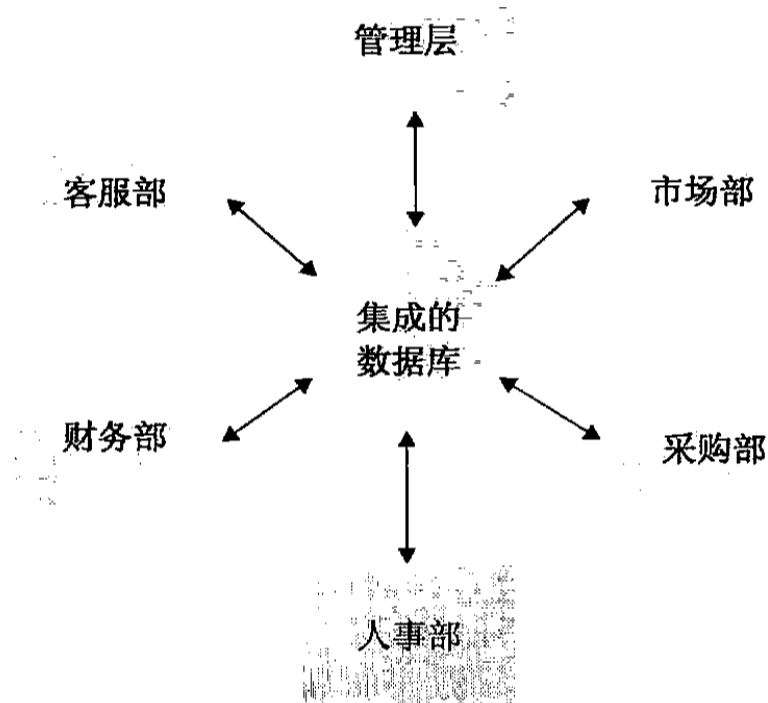 管理层
客服部
市场部
集成的
数据库
财务部
采购部
人事部